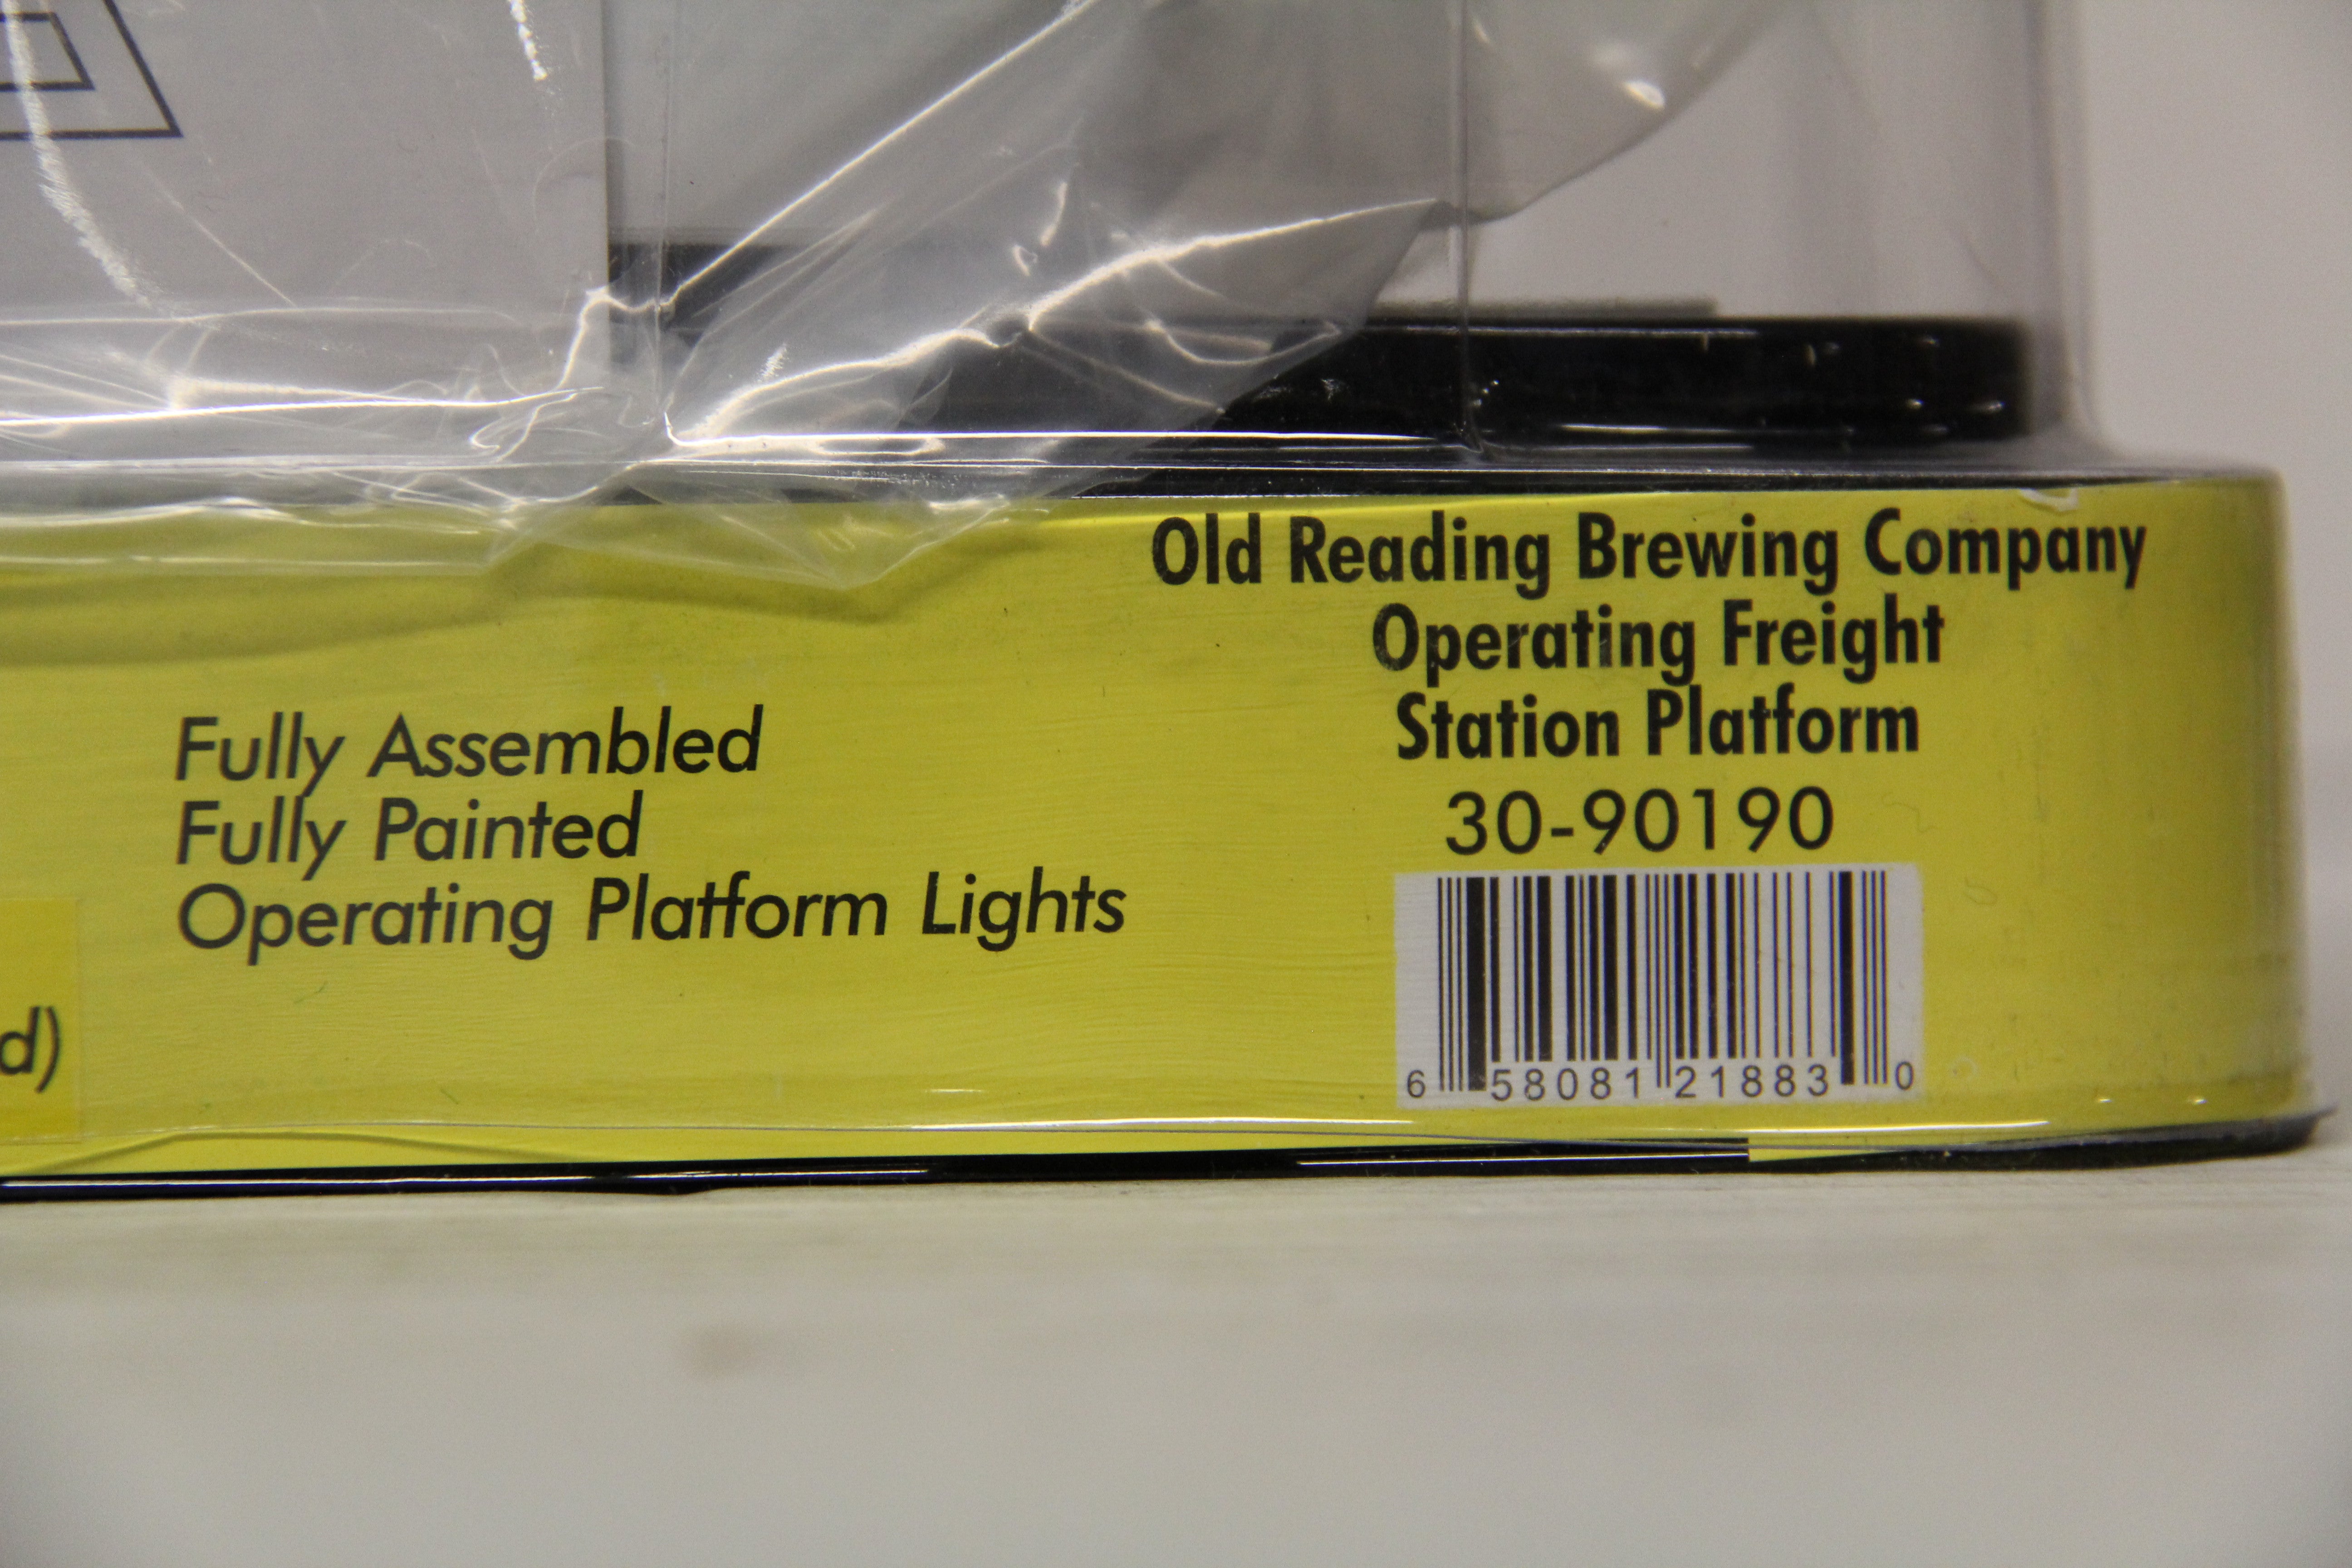 Old Reading Brewing Company
Operating Freight
Station Platform
30-90190
6 58081 21883 0
Fully Assembled
Fully Painted
Operating Platform Lights
d)